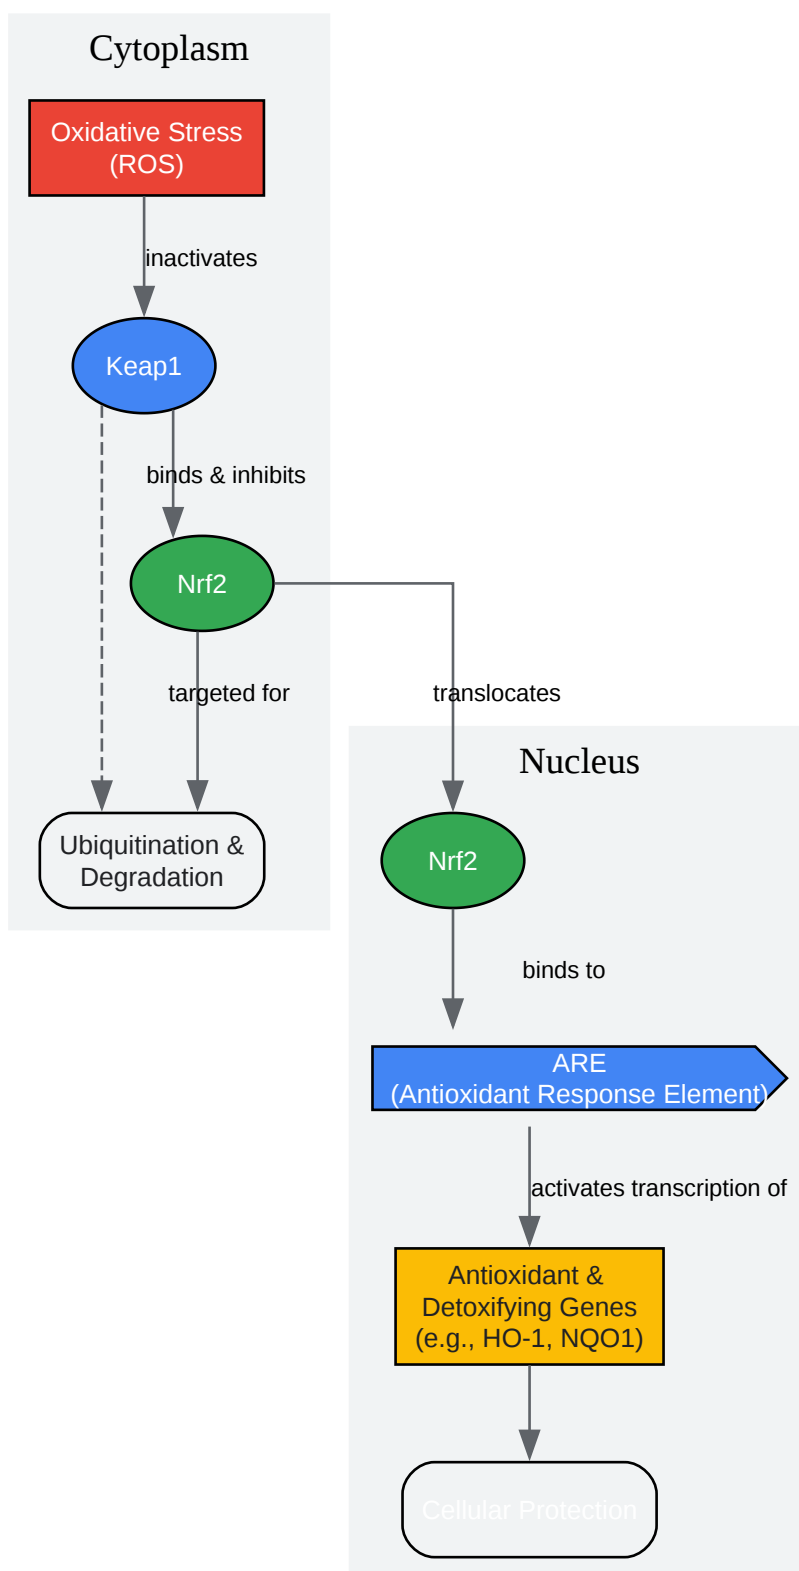 Cytoplasm
Oxidative Stress
(ROS)
inactivates
Keap1
binds & inhibits
Nrf2
targeted for
translocates
Nucleus
Ubiquitination &
Degradation
Nrf2
binds to
ARE
(Antioxidant Response Element)
activates transcription of
Antioxidant &
Detoxifying Genes
(e.g., HO-1, NQO1)
Cellular Protection